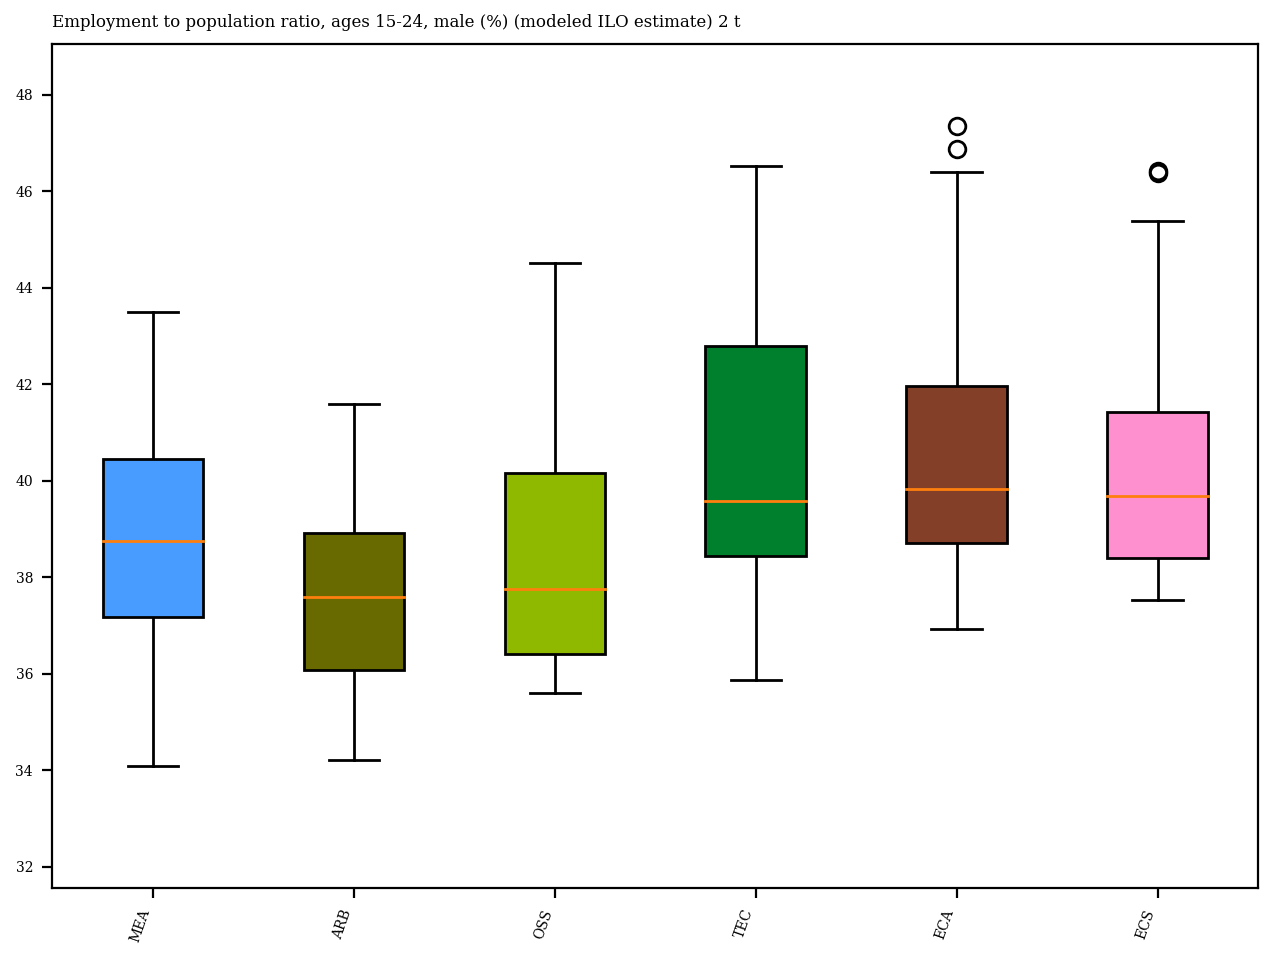 Employment to population ratio, ages 15-24, male (%) (modeled ILO estimate) 2 t
48
46
44
42
40
38
36
34
32
MEA
ARB
OSS
TEC
ECA
ECS